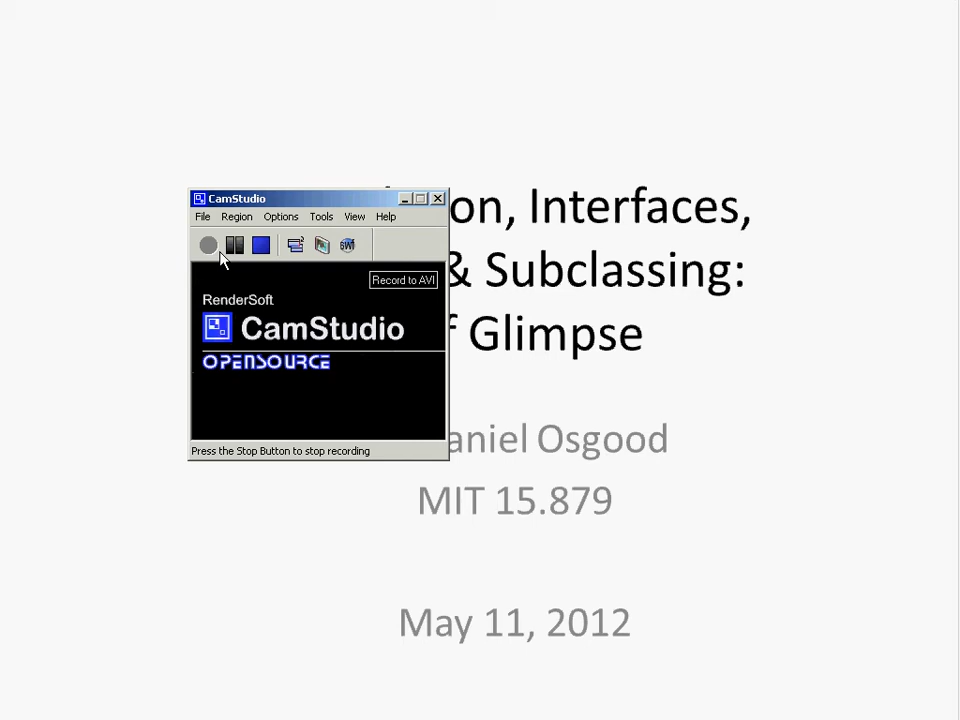 CamStudio
File Region Options Tools View Help
Record to AVI
RenderSoft
CamStudio
OPENSOURCE
Press the Stop Button to stop recording
on, Interfaces,
& Subclassing:
f Glimpse
aniel Osgood
MIT 15.879
May 11, 2012